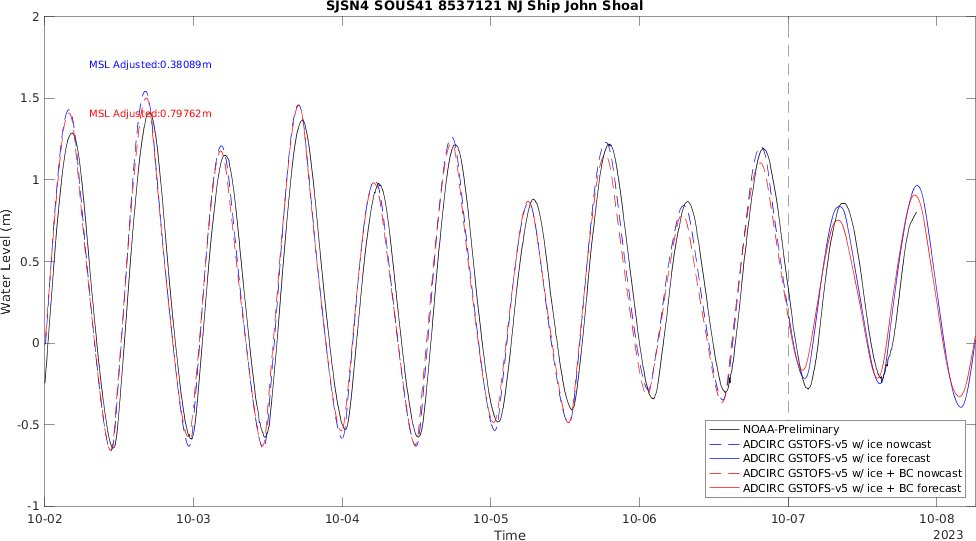 SJSN4 SOUS41 8537121 NJ Ship John Shoal
2
1.5
1
0.5
0
-0.5
-1
Water Level (m)
MSL Adjusted:0.38089m
MSL Adjusted:0.79762m
NOAA-Preliminary
ADCIRC GSTOFS-v5 w/ ice nowcast
ADCIRC GSTOFS-v5 w/ ice forecast
ADCIRC GSTOFS-v5 w/ ice + BC nowcast
ADCIRC GSTOFS-v5 w/ ice + BC forecast
10-02 10-03 10-04 10-05 10-06 10-07 10-08
Time
2023